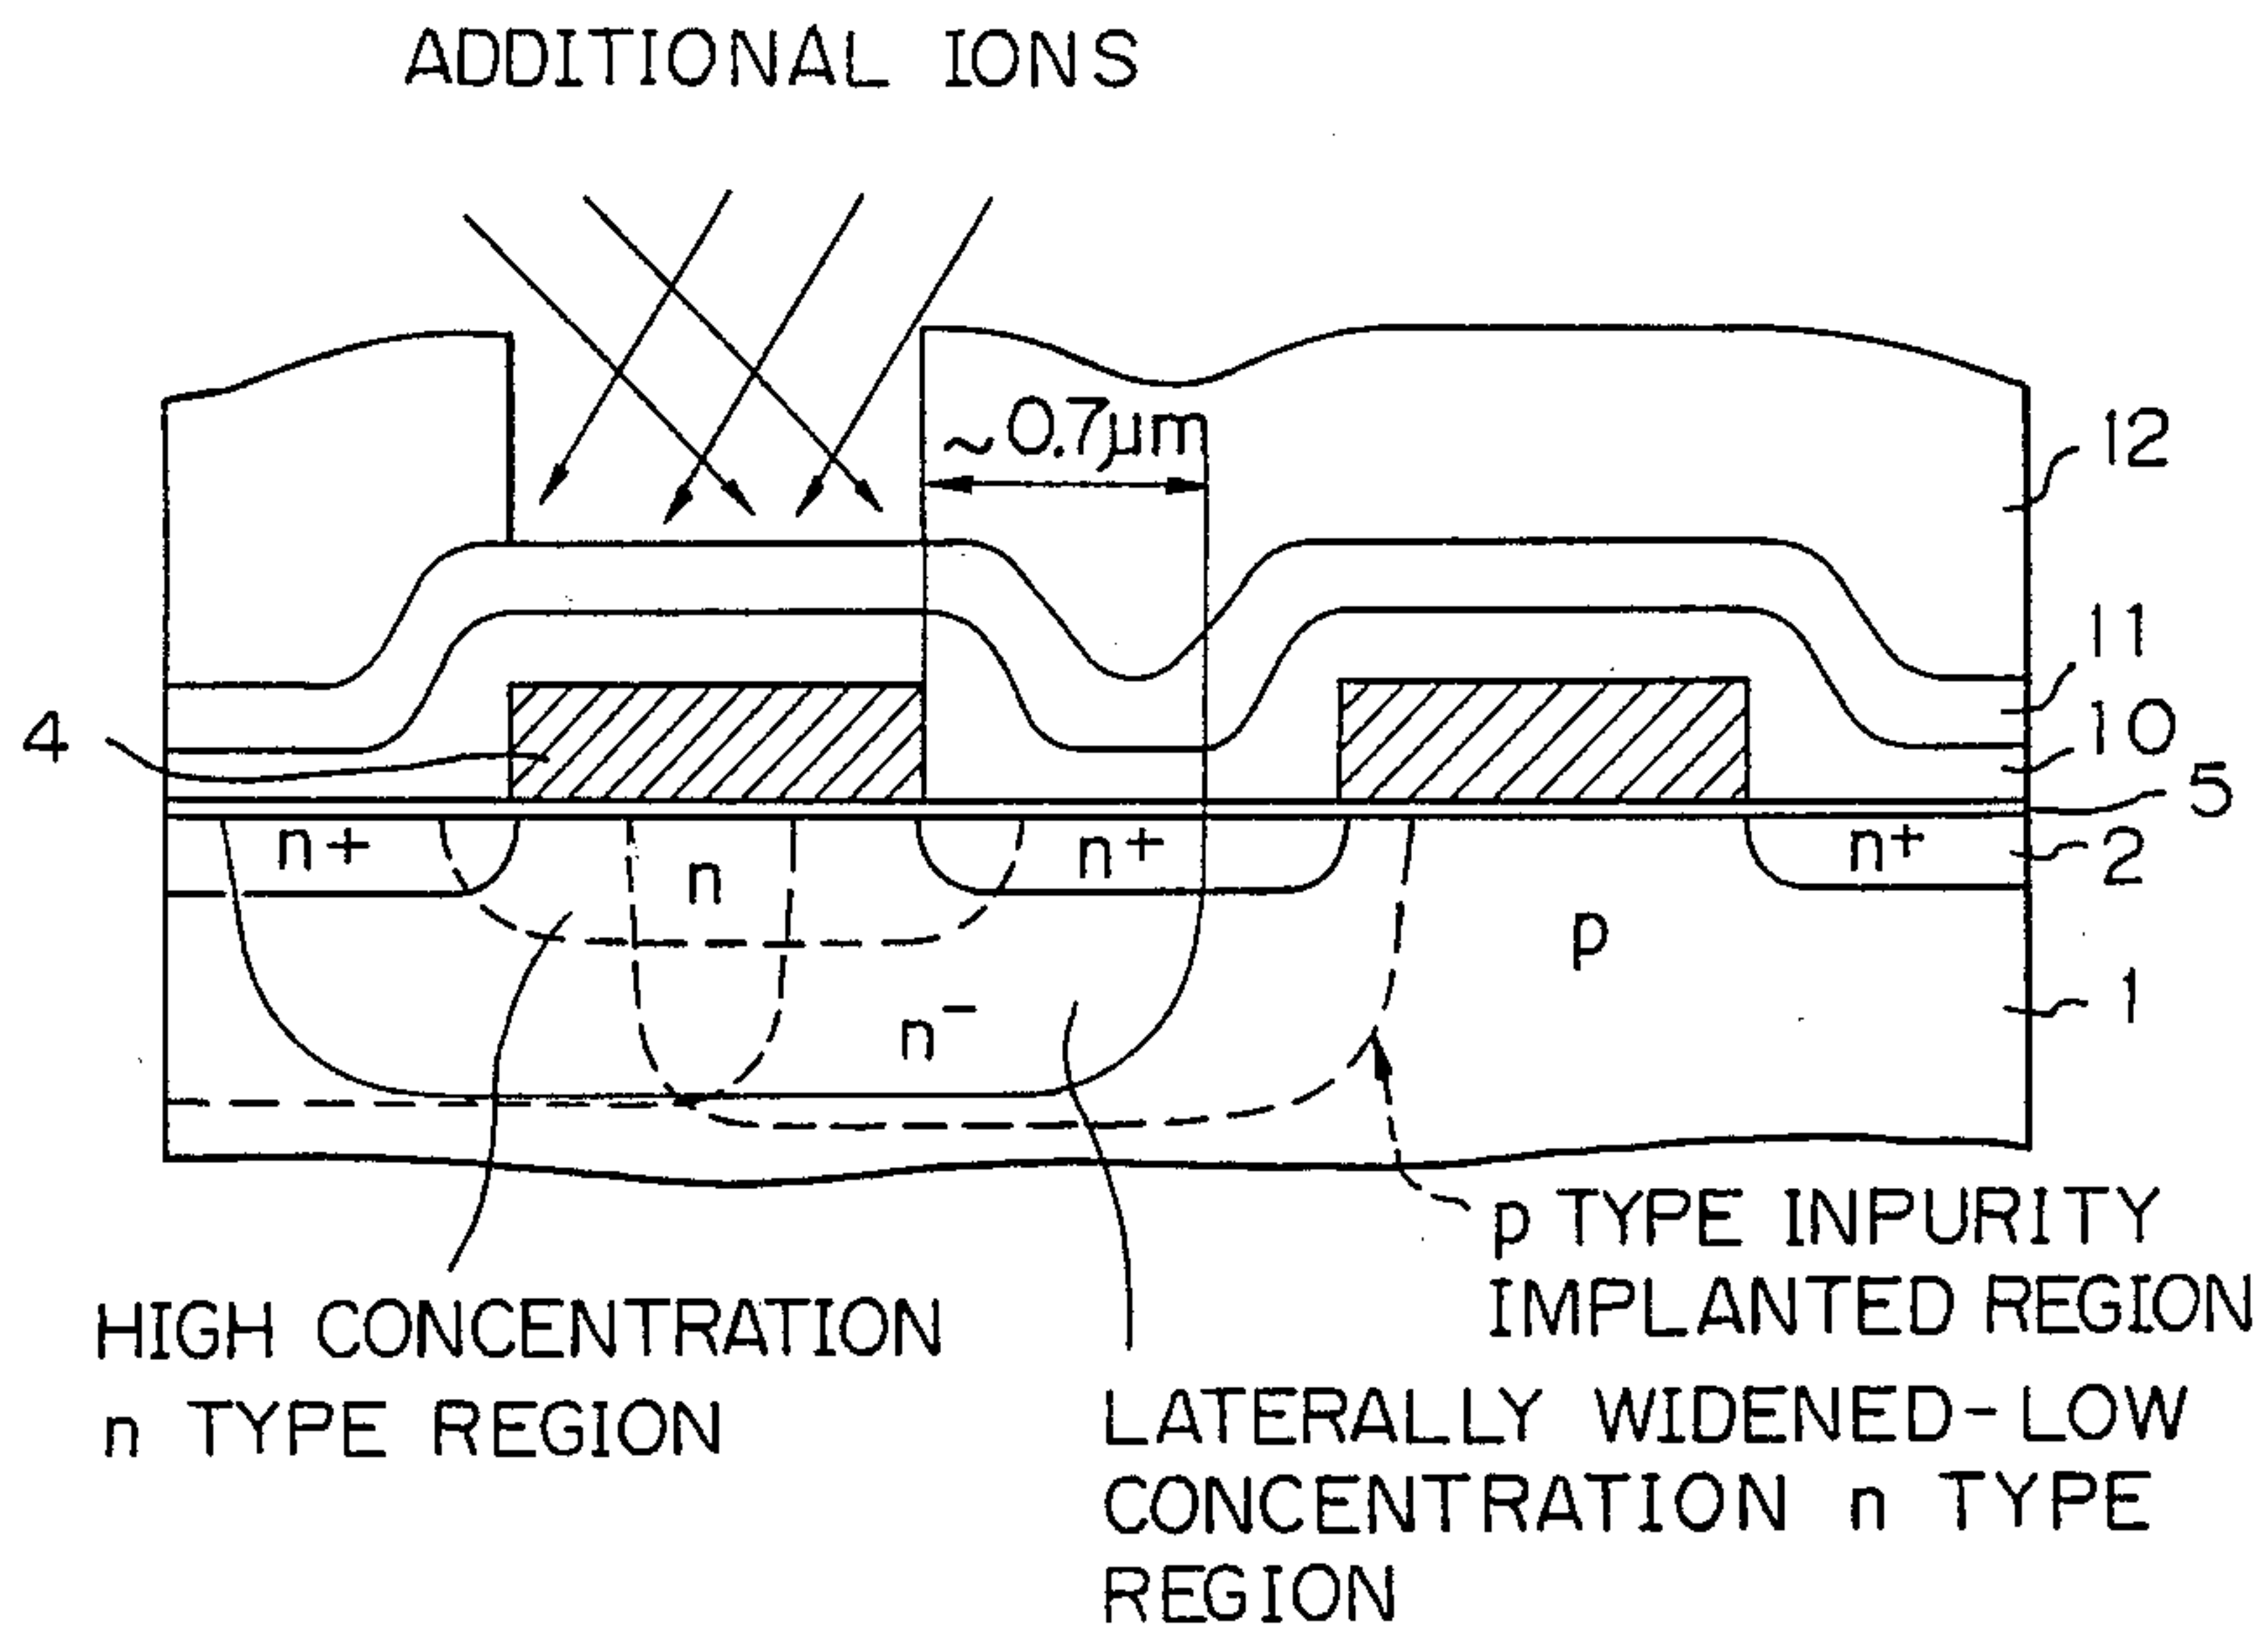 ADDITIONAL IONS
~0.7μm
12
11
10
4
5
n+
n
n+
n+
2
p
n⁻
1
p TYPE INPURITY
IMPLANTED REGION
HIGH CONCENTRATION
n TYPE REGION
LATERALLY WIDENED-LOW
CONCENTRATION n TYPE
REGION